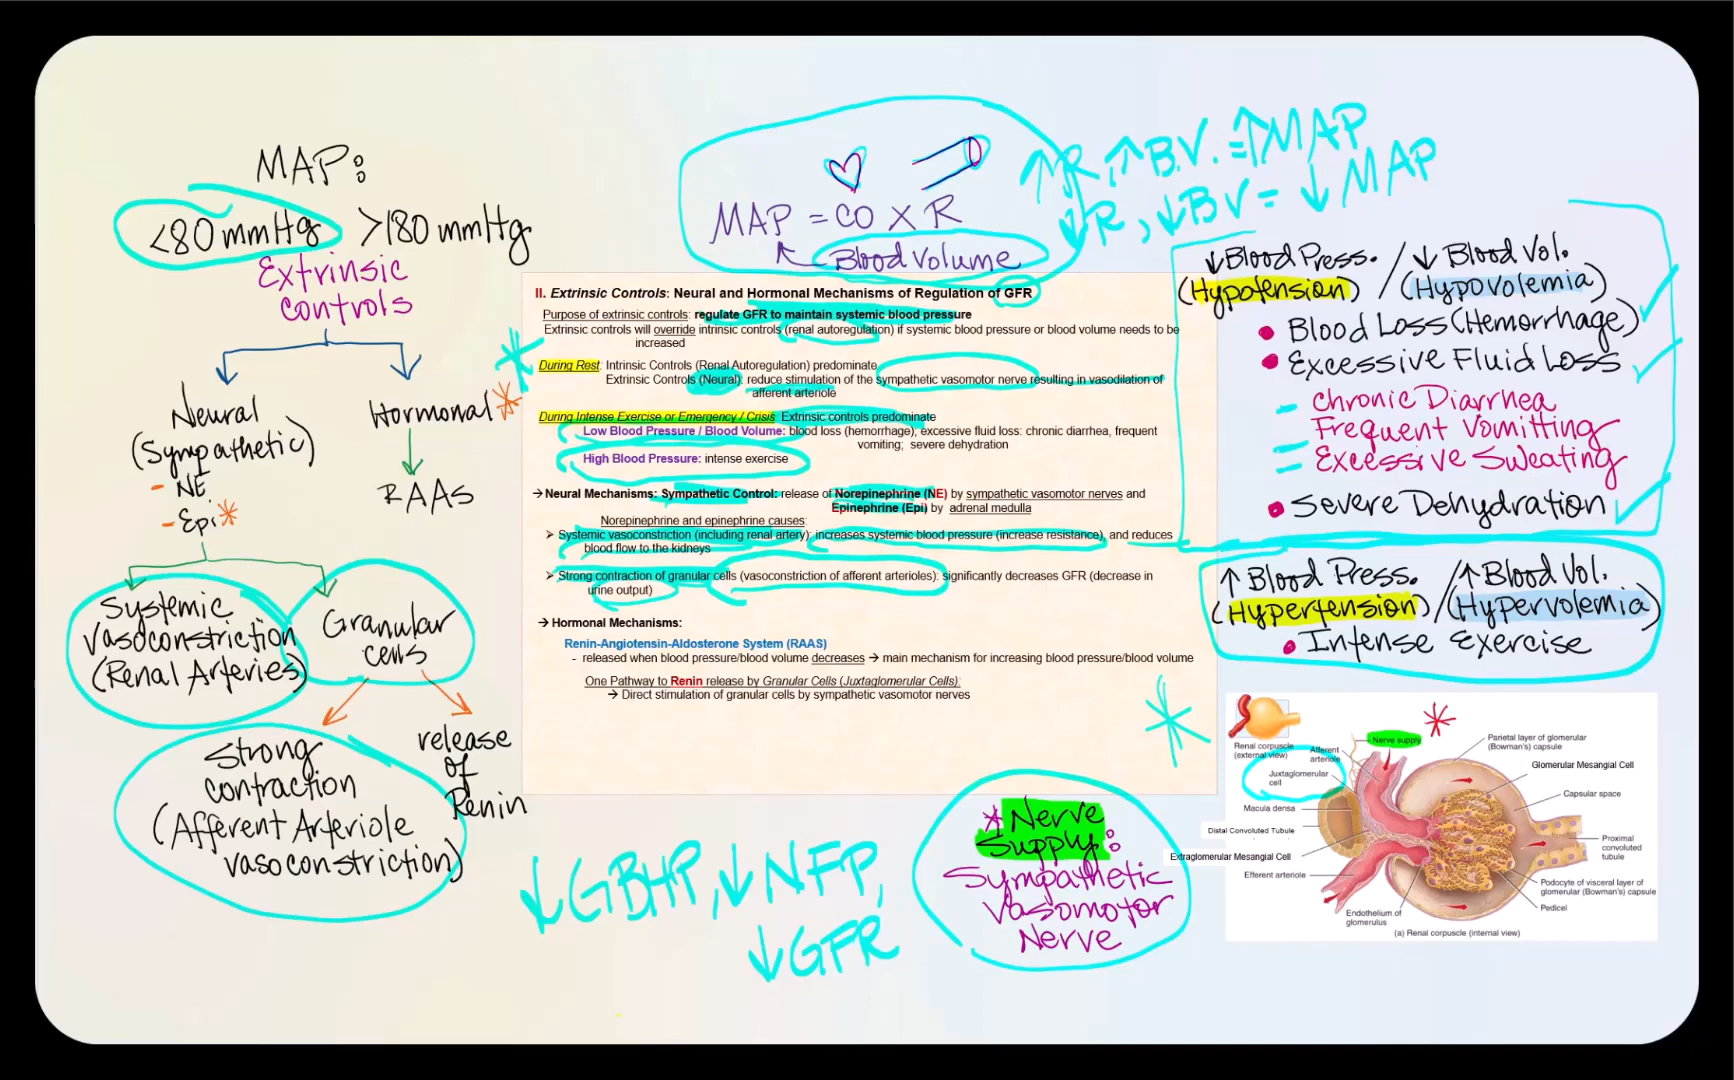 MAP:
<80 mmHg >180 mmHg
Extrinsic
controls
Neural
(Sympathetic)
- NE
- Epi *
Hormonal *
RAAS
Systemic
Vasoconstriction
(Renal Arteries)
Granular
cells
Strong
contraction
(Afferent Arteriole
vasoconstriction)
release
of
Renin
MAP = CO X R
Blood Volume
↑R, ↑B.V. = ↑MAP
↓R, ↓BV = ↓MAP
II. Extrinsic Controls: Neural and Hormonal Mechanisms of Regulation of GFR
Purpose of extrinsic controls: regulate GFR to maintain systemic blood pressure
Extrinsic controls will override intrinsic controls (renal autoregulation) if systemic blood pressure or blood volume needs to be
increased
During Rest: Intrinsic Controls (Renal Autoregulation) predominate
Extrinsic Controls (Neural): reduce stimulation of the sympathetic vasomotor nerve resulting in vasodilation of
afferent arteriole
During Intense Exercise or Emergency / Crisis: Extrinsic controls predominate
Low Blood Pressure / Blood Volume: blood loss (hemorrhage); excessive fluid loss: chronic diarrhea, frequent
vomiting; severe dehydration
High Blood Pressure: intense exercise
→ Neural Mechanisms: Sympathetic Control: release of Norepinephrine (NE) by sympathetic vasomotor nerves and
Epinephrine (Epi) by adrenal medulla
Norepinephrine and epinephrine causes:
➢ Systemic vasoconstriction (including renal artery): increases systemic blood pressure (increase resistance), and reduces
blood flow to the kidneys
➢ Strong contraction of granular cells (vasoconstriction of afferent arterioles): significantly decreases GFR (decrease in
urine output)
→ Hormonal Mechanisms:
Renin-Angiotensin-Aldosterone System (RAAS)
- released when blood pressure/blood volume decreases → main mechanism for increasing blood pressure/blood volume
One Pathway to Renin release by Granular Cells (Juxtaglomerular Cells):
→ Direct stimulation of granular cells by sympathetic vasomotor nerves
↓GBHP, ↓NFP,
↓GFR
* Nerve
Supply:
Sympathetic
Vasomotor
Nerve
↓Blood Press. / ↓ Blood Vol.
(Hypotension) (Hypovolemia)
• Blood Loss (Hemorrhage)
• Excessive Fluid Loss
- chronic Diarrhea
- Frequent Vomitting
- Excessive Sweating
• Severe Dehydration
↑Blood Press. / ↑Blood Vol.
(Hypertension) (Hypervolemia)
• Intense Exercise
Renal corpuscle
(external view)
Afferent
arteriole
Nerve supply
Juxtaglomerular
cell
Macula densa
Distal Convoluted Tubule
Extraglomerular Mesangial Cell
Efferent arteriole
Endothelium of
glomerulus
Parietal layer of glomerular
(Bowman's) capsule
Glomerular Mesangial Cell
Capsular space
Proximal
convoluted
tubule
Podocyte of visceral layer of
glomerular (Bowman's) capsule
Pedicel
(a) Renal corpuscle (internal view)